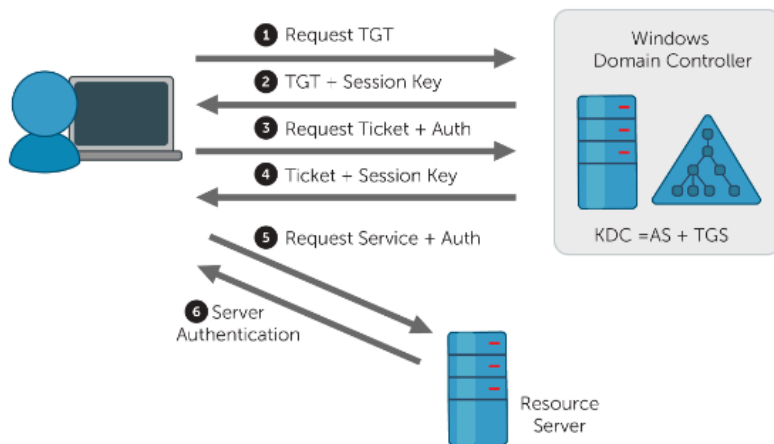 1 Request TGT
2 TGT + Session Key
3 Request Ticket + Auth
4 Ticket + Session Key
5 Request Service + Auth
6 Server
Authentication
Windows
Domain Controller
KDC =AS + TGS
Resource
Server